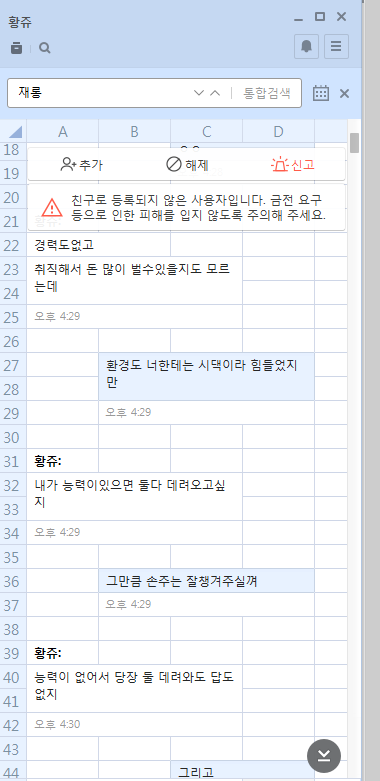 황쥬
재롱
통합검색
A B C D
18
19
추가 해제 신고
20
친구로 등록되지 않은 사용자입니다. 금전 요구
등으로 인한 피해를 입지 않도록 주의해 주세요.
21
22 경력도없고
23 취직해서 돈 많이 벌수있을지도 모르
24 는데
25 오후 4:29
26
27 환경도 너한테는 시댁이라 힘들었지
28 만
29 오후 4:29
30
31 황쥬:
32 내가 능력이있으면 둘다 데려오고싶
33 지
34 오후 4:29
35
36 그만큼 손주는 잘챙겨주실껴
37 오후 4:29
38
39 황쥬:
40 능력이 없어서 당장 둘 데려와도 답도
41 없지
42 오후 4:30
43
44 그리고